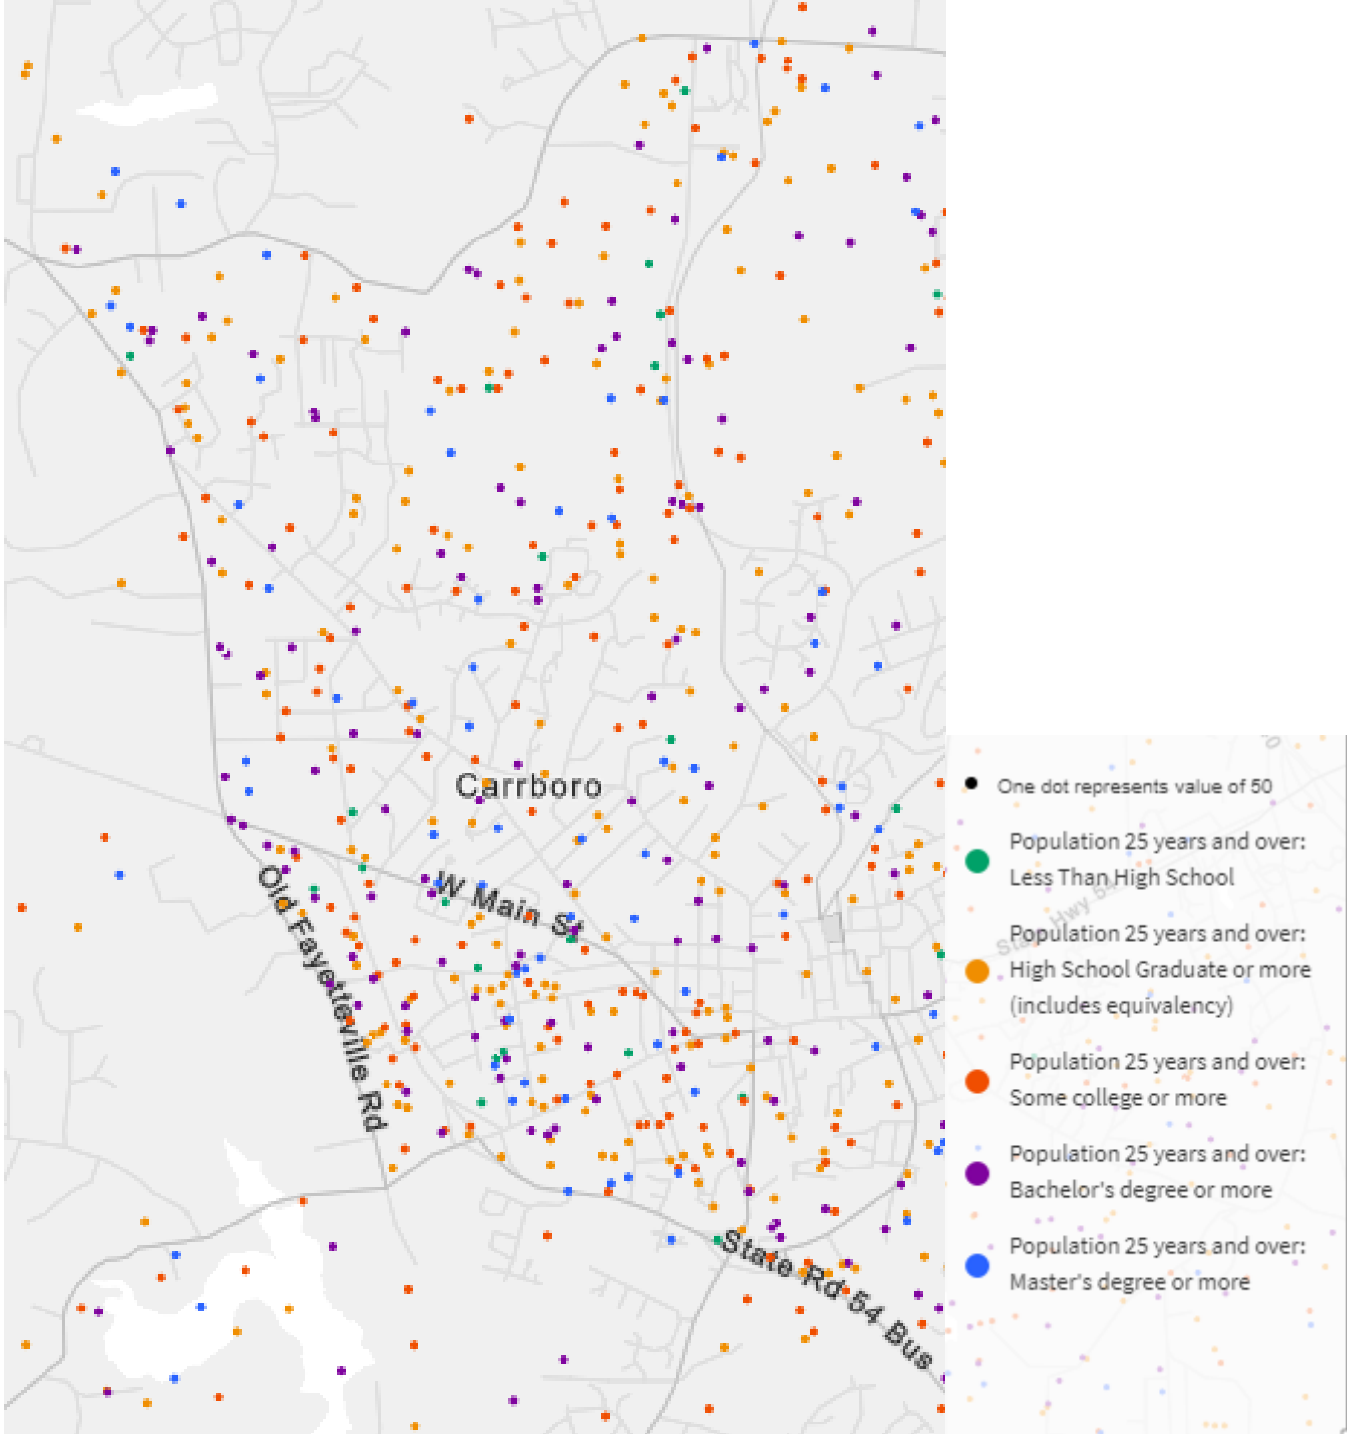 Carrboro
W Main St
Old Fayetteville Rd
State Rd 54 Bus
One dot represents value of 50
Population 25 years and over:
Less Than High School
Population 25 years and over:
High School Graduate or more
(includes equivalency)
Population 25 years and over:
Some college or more
Population 25 years and over:
Bachelor's degree or more
Population 25 years and over:
Master's degree or more